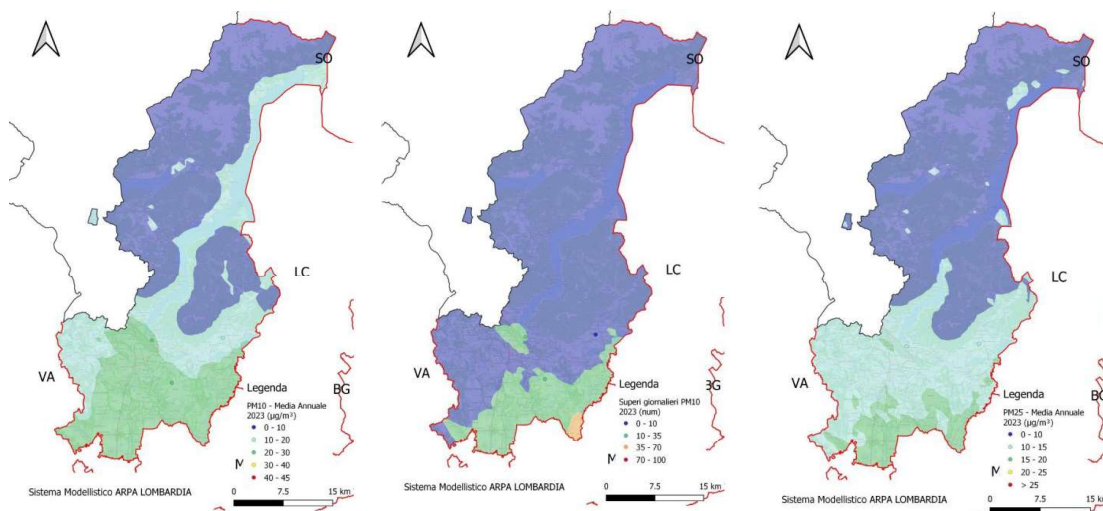 SO
LC
VA
BG
Legenda
PM10 - Media Annuale
2023 (µg/m³)
0 - 10
10 - 20
20 - 30
30 - 40
40 - 45
M
0 7.5 15 km
Sistema Modellistico ARPA LOMBARDIA
SO
LC
VA
BG
Legenda
Superi giornalieri PM10
2023 (num)
0 - 10
10 - 35
35 - 70
70 - 100
M
0 7.5 15 km
Sistema Modellistico ARPA LOMBARDIA
SO
LC
VA
BG
Legenda
PM25 - Media Annuale
2023 (µg/m³)
0 - 10
10 - 15
15 - 20
20 - 25
> 25
M
0 7.5 15 km
Sistema Modellistico ARPA LOMBARDIA